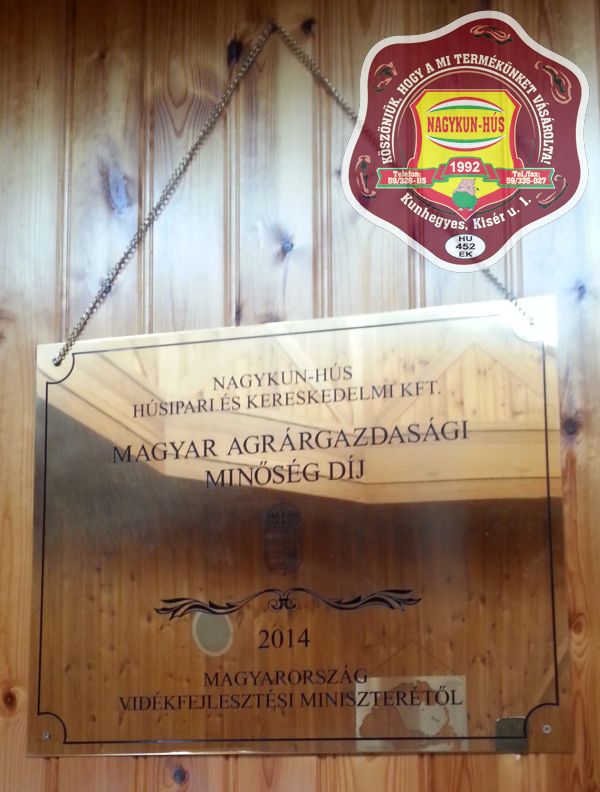 KÖSZÖNJÜK, HOGY A MI TERMÉKÜNKET VÁSÁROLTA!
NAGYKUN-HÚS
1992
Telefon:
59/326-115
Tel./fax:
59/335-027
Kunhegyes, Kisér u. 1.
HU
452
EK
NAGYKUN-HÚS
HÚSIPARI ÉS KERESKEDELMI KFT.
MAGYAR AGRÁRGAZDASÁGI
MINŐSÉG DÍJ
2014
MAGYARORSZÁG
VIDÉKFEJLESZTÉSI MINISZTERÉTŐL